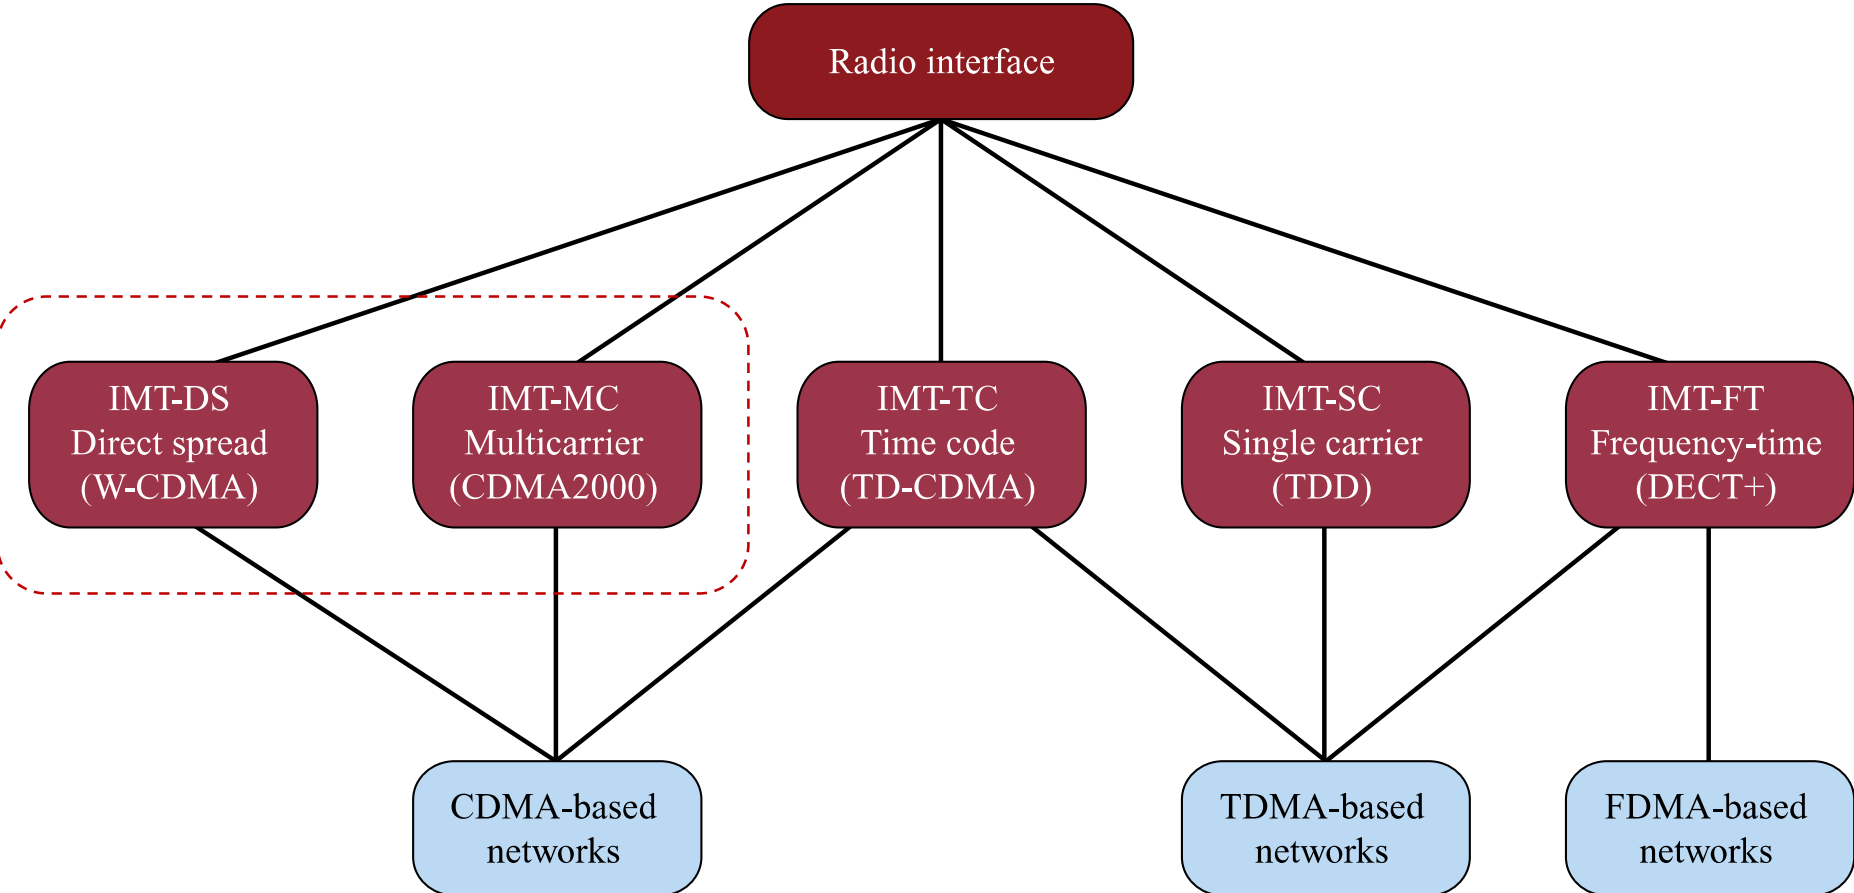 Radio interface
IMT-DS
Direct spread
(W-CDMA)
IMT-MC
Multicarrier
(CDMA2000)
IMT-TC
Time code
(TD-CDMA)
IMT-SC
Single carrier
(TDD)
IMT-FT
Frequency-time
(DECT+)
CDMA-based
networks
TDMA-based
networks
FDMA-based
networks